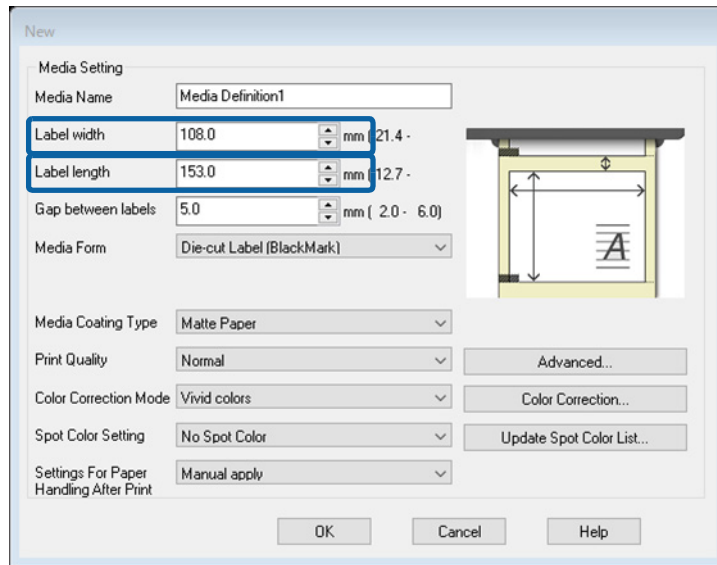 New
Media Setting
Media Name Media Definition1
Label width 108.0 mm ( 21.4 -
Label length 153.0 mm ( 12.7 -
Gap between labels 5.0 mm ( 2.0 - 6.0)
Media Form Die-cut Label (BlackMark)
A
Media Coating Type Matte Paper
Print Quality Normal Advanced...
Color Correction Mode Vivid colors Color Correction...
Spot Color Setting No Spot Color Update Spot Color List...
Settings For Paper Manual apply
Handling After Print
OK Cancel Help